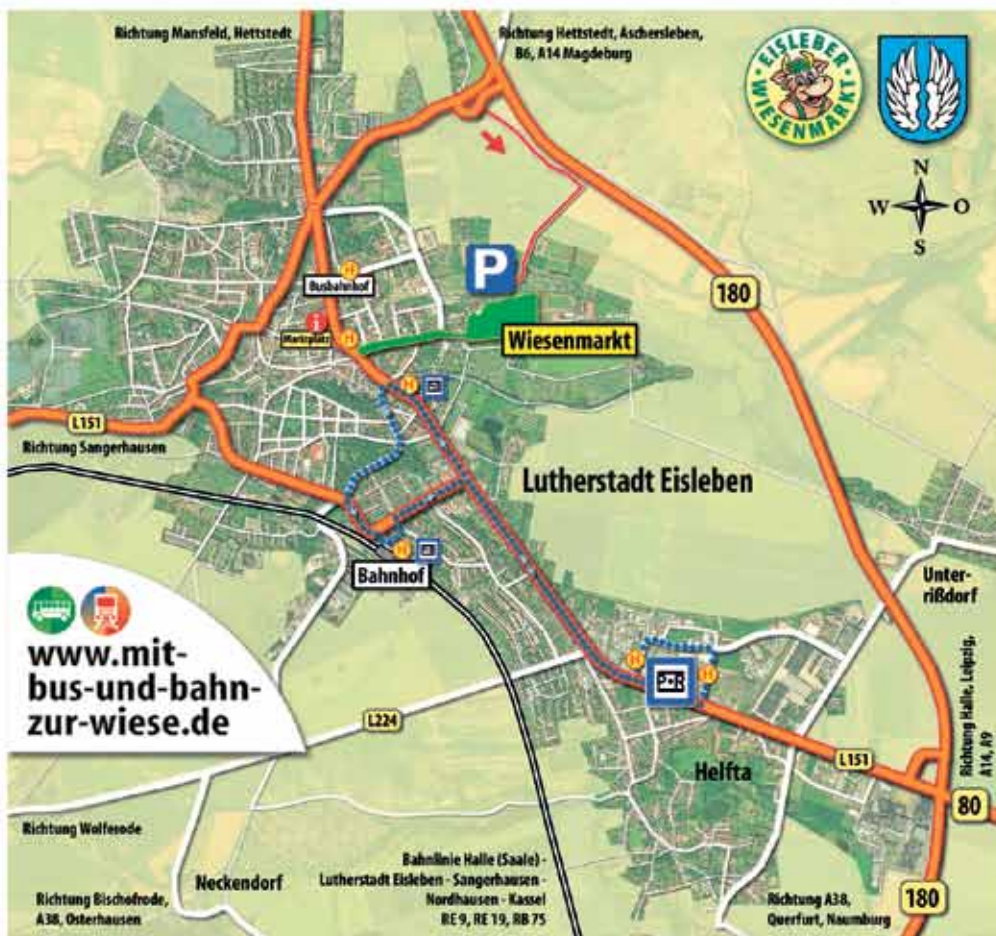 Richtung Mansfeld, Hettstedt
Richtung Hettstedt, Aschersleben,
B6, A14 Magdeburg
EISLEBER
WIESENMARKT
N
W O
S
P
180
H
Busbahnhof
i
Marktplatz
H
Wiesenmarkt
H
L151
Richtung Sangerhausen
Lutherstadt Eisleben
H
Bahnhof
Unter-
rißdorf
www.mit-
bus-und-bahn-
zur-wiese.de
H
P+R
H
L224
Richtung Halle, Leipzig,
A14, A9
L151
Helfta
80
Richtung Wolferode
Neckendorf
Richtung Bischofrode,
A38, Osterhausen
Bahnlinie Halle (Saale) -
Lutherstadt Eisleben - Sangerhausen -
Nordhausen - Kassel
RE 9, RE 19, RB 75
Richtung A38,
Querfurt, Naumburg
180